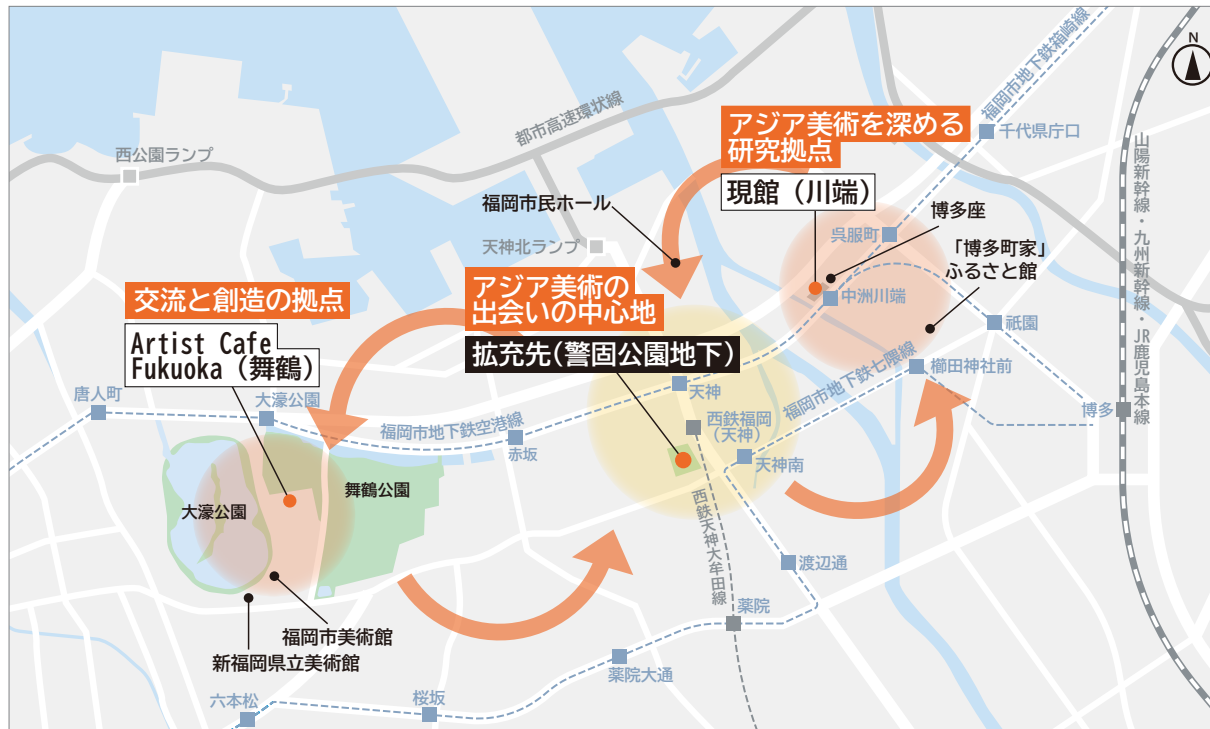 N
福岡市地下鉄箱崎線
都市高速環状線
アジア美術を深める
研究拠点
千代県庁口
西公園ランプ
現館（川端）
山陽新幹線・九州新幹線・JR鹿児島本線
福岡市民ホール
博多座
呉服町
天神北ランプ
「博多町家」
ふるさと館
アジア美術の
出会いの中心地
交流と創造の拠点
中洲川端
祇園
Artist Cafe
Fukuoka（舞鶴）
拡充先（警固公園地下）
福岡市地下鉄七隈線
櫛田神社前
唐人町
大濠公園
天神
博多
福岡市地下鉄空港線
西鉄福岡
（天神）
赤坂
天神南
舞鶴公園
大濠公園
西鉄天神大牟田線
渡辺通
薬院
福岡市美術館
新福岡県立美術館
薬院大通
六本松
桜坂